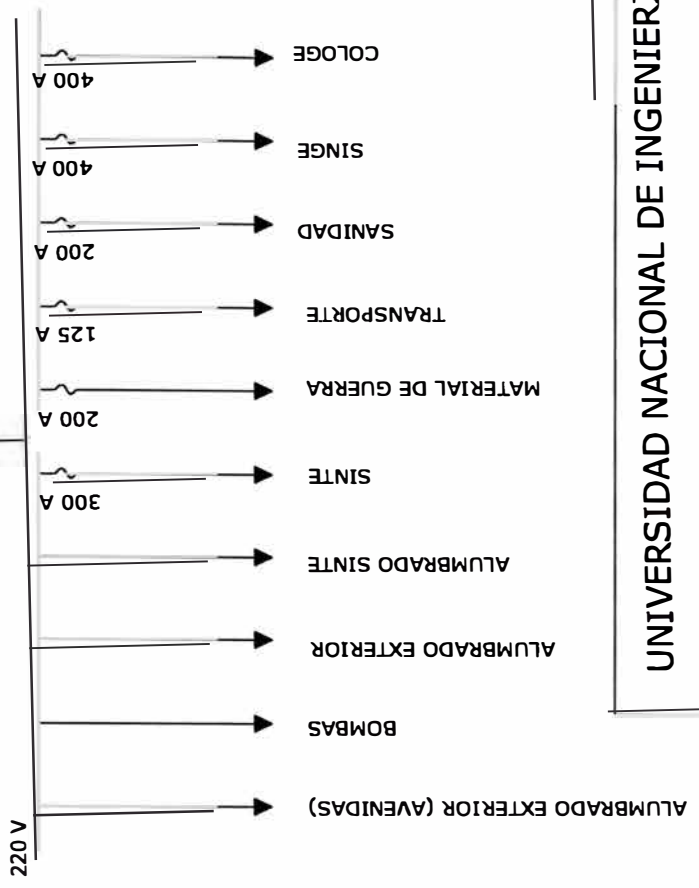 COLOGE
400 A
SINGE
400 A
SANIDAD
200 A
TRANSPORTE
125 A
MATERIAL DE GUERRA
200 A
SINTE
300 A
ALUMBRADO SINTE
ALUMBRADO EXTERIOR
BOMBAS
ALUMBRADO EXTERIOR (AVENIDAS)
220 V
UNIVERSIDAD NACIONAL DE